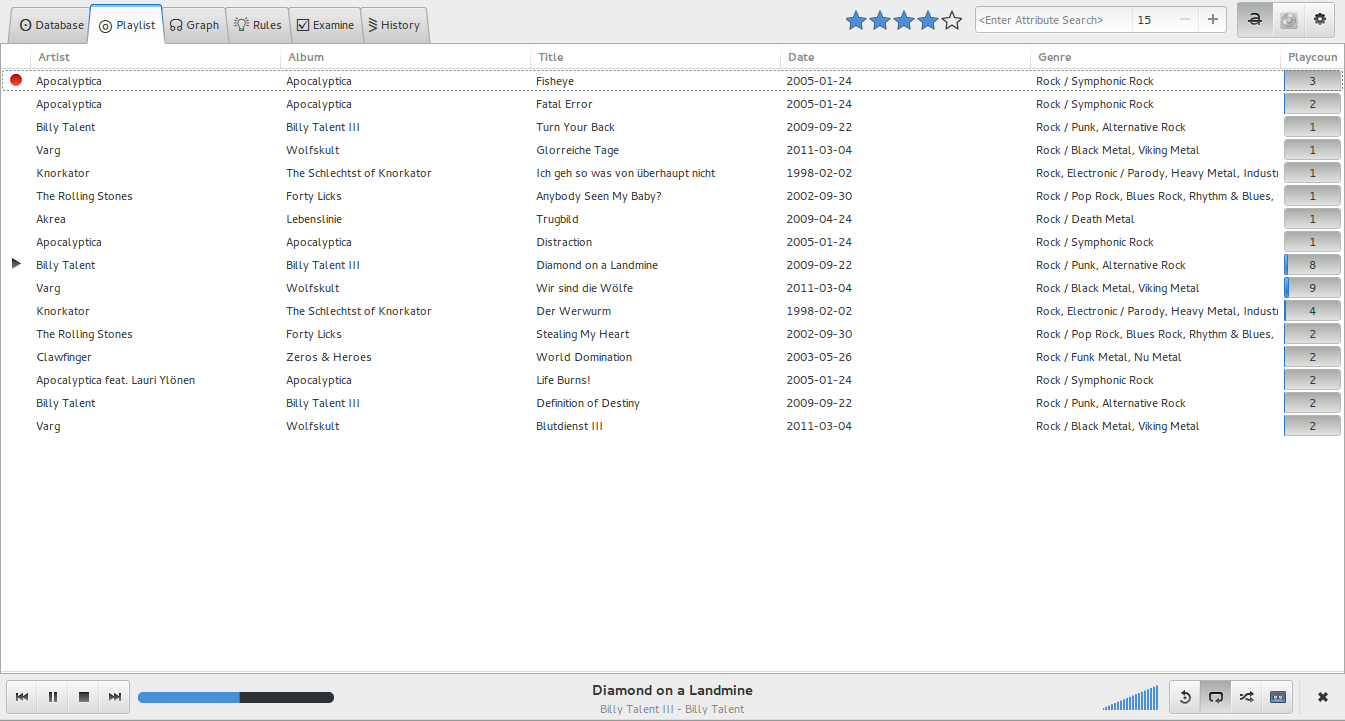 Database Playlist Graph Rules Examine History <Enter Attribute Search> 15
Artist Album Title Date Genre Playcoun
Apocalyptica Apocalyptica Fisheye 2005-01-24 Rock / Symphonic Rock 3
Apocalyptica Apocalyptica Fatal Error 2005-01-24 Rock / Symphonic Rock 2
Billy Talent Billy Talent III Turn Your Back 2009-09-22 Rock / Punk, Alternative Rock 1
Varg Wolfskult Glorreiche Tage 2011-03-04 Rock / Black Metal, Viking Metal 1
Knorkator The Schlechtst of Knorkator Ich geh so was von überhaupt nicht 1998-02-02 Rock, Electronic / Parody, Heavy Metal, Industr 1
The Rolling Stones Forty Licks Anybody Seen My Baby? 2002-09-30 Rock / Pop Rock, Blues Rock, Rhythm & Blues, 1
Akrea Lebenslinie Trugbild 2009-04-24 Rock / Death Metal 1
Apocalyptica Apocalyptica Distraction 2005-01-24 Rock / Symphonic Rock 1
Billy Talent Billy Talent III Diamond on a Landmine 2009-09-22 Rock / Punk, Alternative Rock 8
Varg Wolfskult Wir sind die Wölfe 2011-03-04 Rock / Black Metal, Viking Metal 9
Knorkator The Schlechtst of Knorkator Der Werwurm 1998-02-02 Rock, Electronic / Parody, Heavy Metal, Industr 4
The Rolling Stones Forty Licks Stealing My Heart 2002-09-30 Rock / Pop Rock, Blues Rock, Rhythm & Blues, 2
Clawfinger Zeros & Heroes World Domination 2003-05-26 Rock / Funk Metal, Nu Metal 2
Apocalyptica feat. Lauri Ylönen Apocalyptica Life Burns! 2005-01-24 Rock / Symphonic Rock 2
Billy Talent Billy Talent III Definition of Destiny 2009-09-22 Rock / Punk, Alternative Rock 2
Varg Wolfskult Blutdienst III 2011-03-04 Rock / Black Metal, Viking Metal 2
Diamond on a Landmine
Billy Talent III - Billy Talent